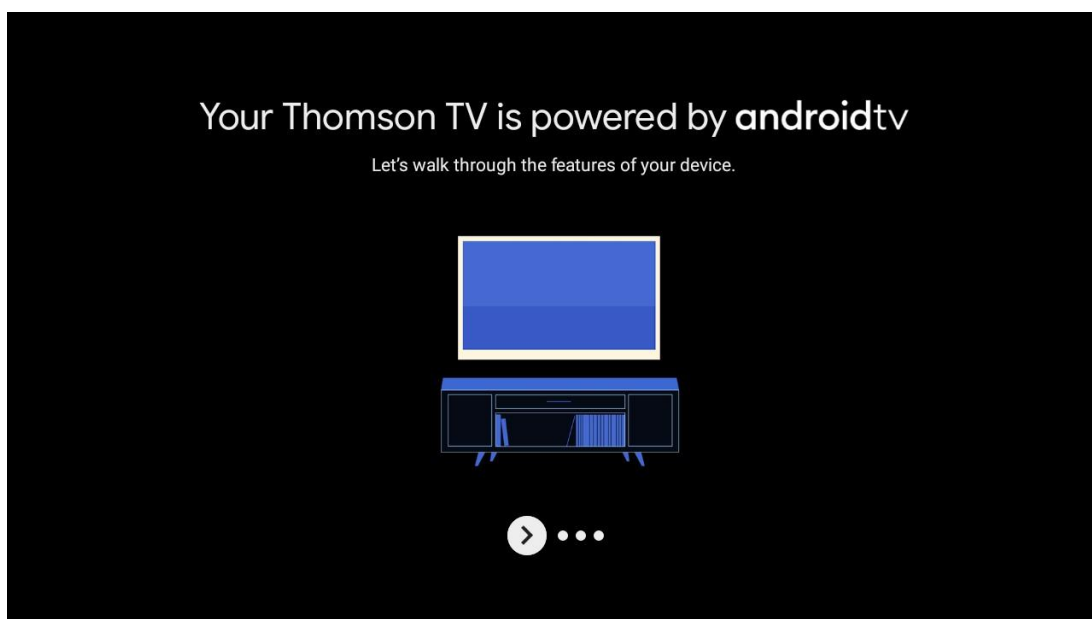 Your Thomson TV is powered by androidtv
Let's walk through the features of your device.